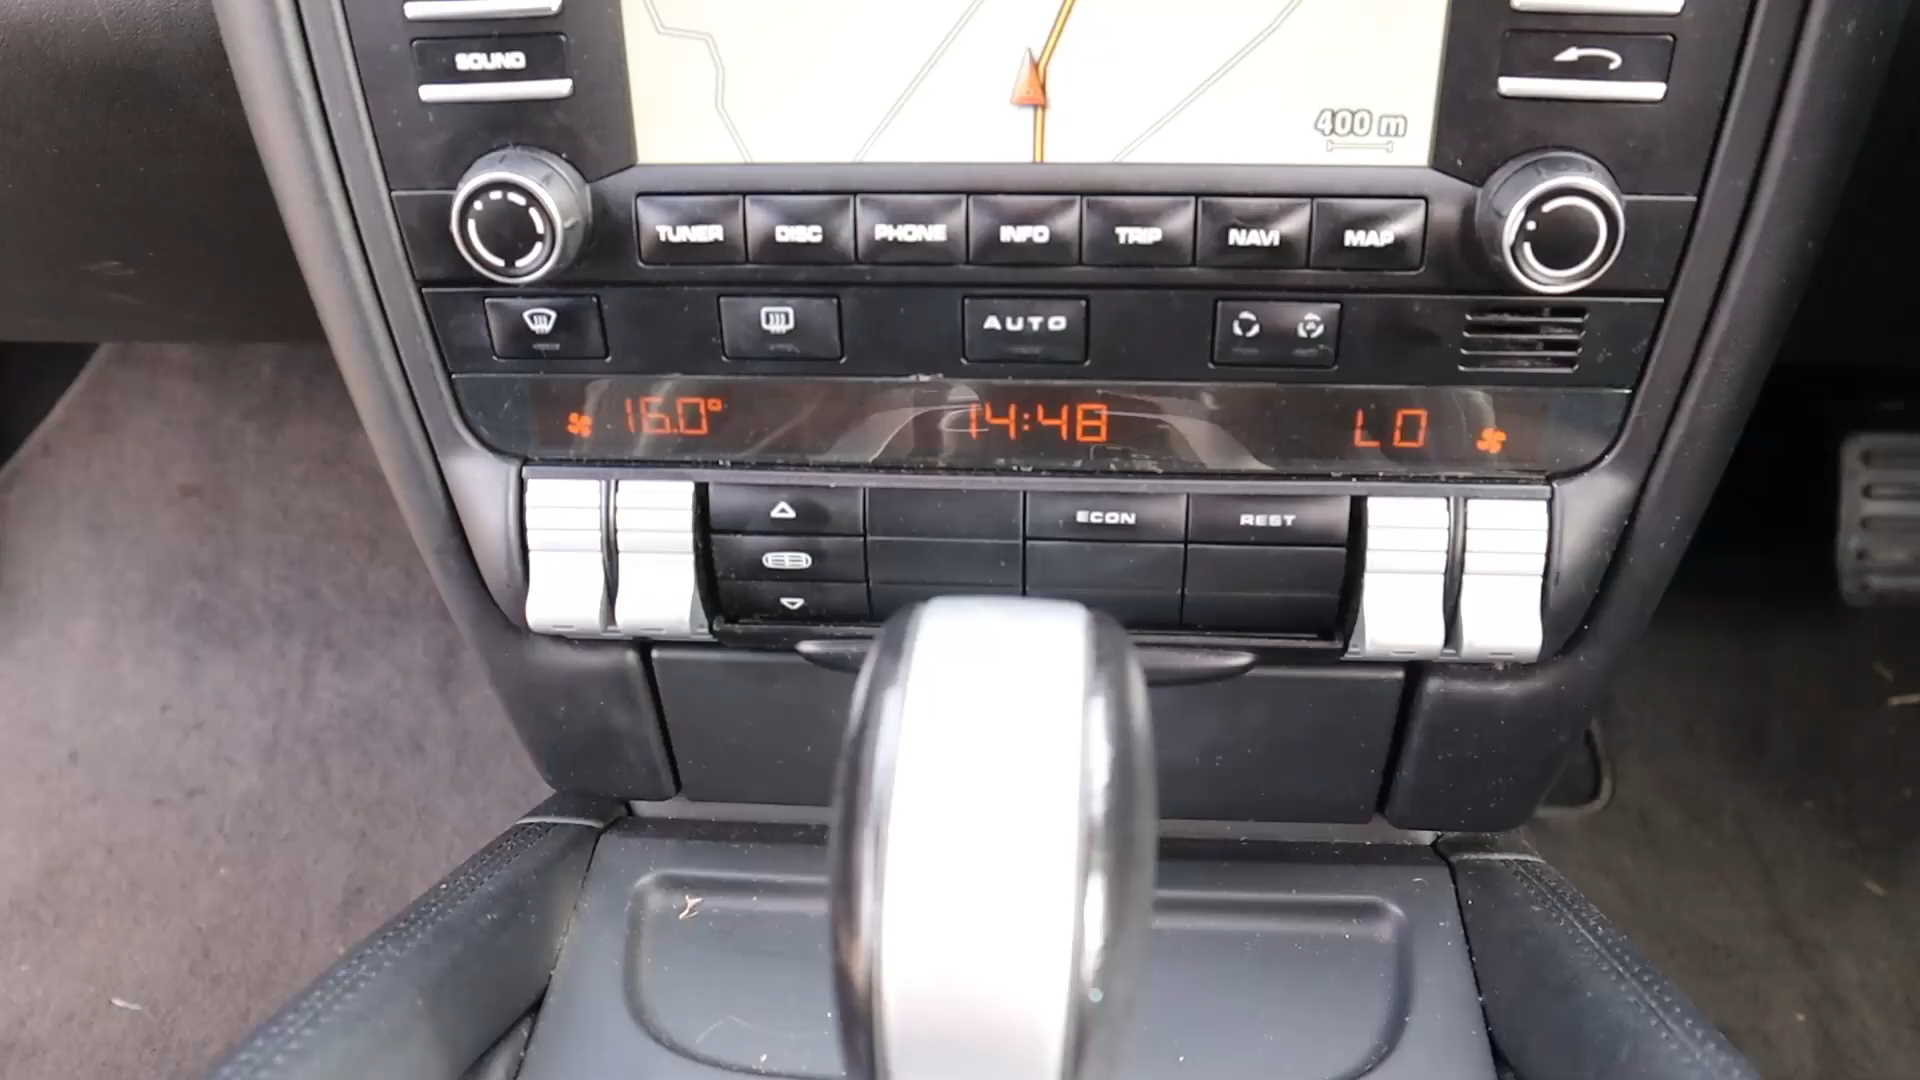 SOUND
400 m
TUNER DISC PHONE INFO TRIP NAVI MAP
AUTO
16.0° 14:48 LO
ECON REST